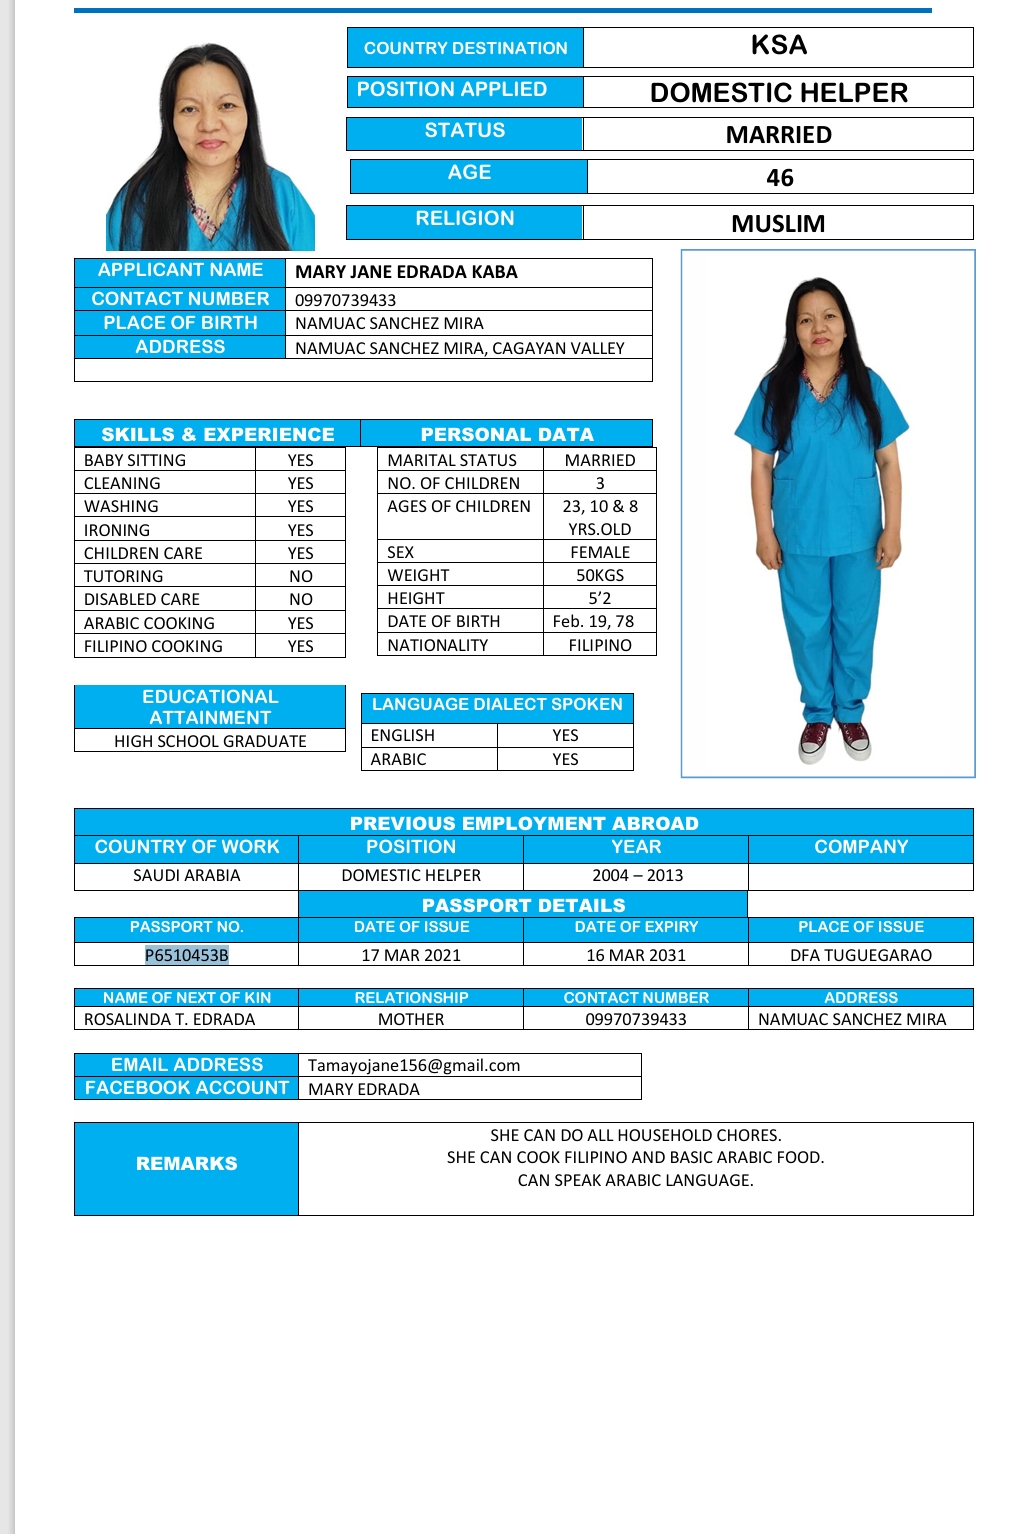 COUNTRY DESTINATION KSA
POSITION APPLIED DOMESTIC HELPER
STATUS MARRIED
AGE 46
RELIGION MUSLIM
APPLICANT NAME MARY JANE EDRADA KABA
CONTACT NUMBER 09970739433
PLACE OF BIRTH NAMUAC SANCHEZ MIRA
ADDRESS NAMUAC SANCHEZ MIRA, CAGAYAN VALLEY
SKILLS & EXPERIENCE
BABY SITTING YES
CLEANING YES
WASHING YES
IRONING YES
CHILDREN CARE YES
TUTORING NO
DISABLED CARE NO
ARABIC COOKING YES
FILIPINO COOKING YES
PERSONAL DATA
MARITAL STATUS MARRIED
NO. OF CHILDREN 3
AGES OF CHILDREN 23, 10 & 8
YRS.OLD
SEX FEMALE
WEIGHT 50KGS
HEIGHT 5’2
DATE OF BIRTH Feb. 19, 78
NATIONALITY FILIPINO
EDUCATIONAL
ATTAINMENT
HIGH SCHOOL GRADUATE
LANGUAGE DIALECT SPOKEN
ENGLISH YES
ARABIC YES
PREVIOUS EMPLOYMENT ABROAD
COUNTRY OF WORK POSITION YEAR COMPANY
SAUDI ARABIA DOMESTIC HELPER 2004 – 2013
PASSPORT DETAILS
PASSPORT NO. DATE OF ISSUE DATE OF EXPIRY PLACE OF ISSUE
P6510453B 17 MAR 2021 16 MAR 2031 DFA TUGUEGARAO
NAME OF NEXT OF KIN RELATIONSHIP CONTACT NUMBER ADDRESS
ROSALINDA T. EDRADA MOTHER 09970739433 NAMUAC SANCHEZ MIRA
EMAIL ADDRESS Tamayojane156@gmail.com
FACEBOOK ACCOUNT MARY EDRADA
REMARKS
SHE CAN DO ALL HOUSEHOLD CHORES.
SHE CAN COOK FILIPINO AND BASIC ARABIC FOOD.
CAN SPEAK ARABIC LANGUAGE.